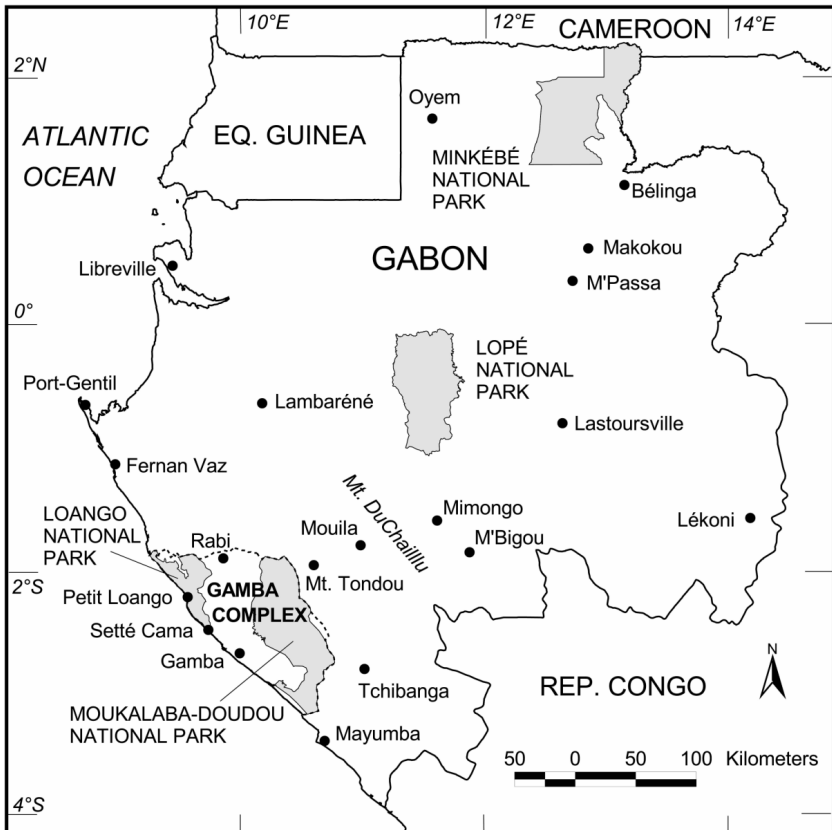 10°E
12°E
14°E
CAMEROON
2°N
Oyem
ATLANTIC
OCEAN
EQ. GUINEA
MINKÉBÉ
NATIONAL
PARK
Bélinga
Makokou
GABON
Libreville
M'Passa
0°
LOPÉ
NATIONAL
PARK
Port-Gentil
Lambaréné
Lastoursville
Fernan Vaz
Mt. DuChailllu
LOANGO
NATIONAL
PARK
Rabi
Mouila
Mimongo
M'Bigou
Lékoni
2°S
Mt. Tondou
Petit Loango
GAMBA
COMPLEX
Setté Cama
Gamba
Tchibanga
REP. CONGO
N
MOUKALABA-DOUDOU
NATIONAL PARK
Mayumba
50 0 50 100 Kilometers
4°S